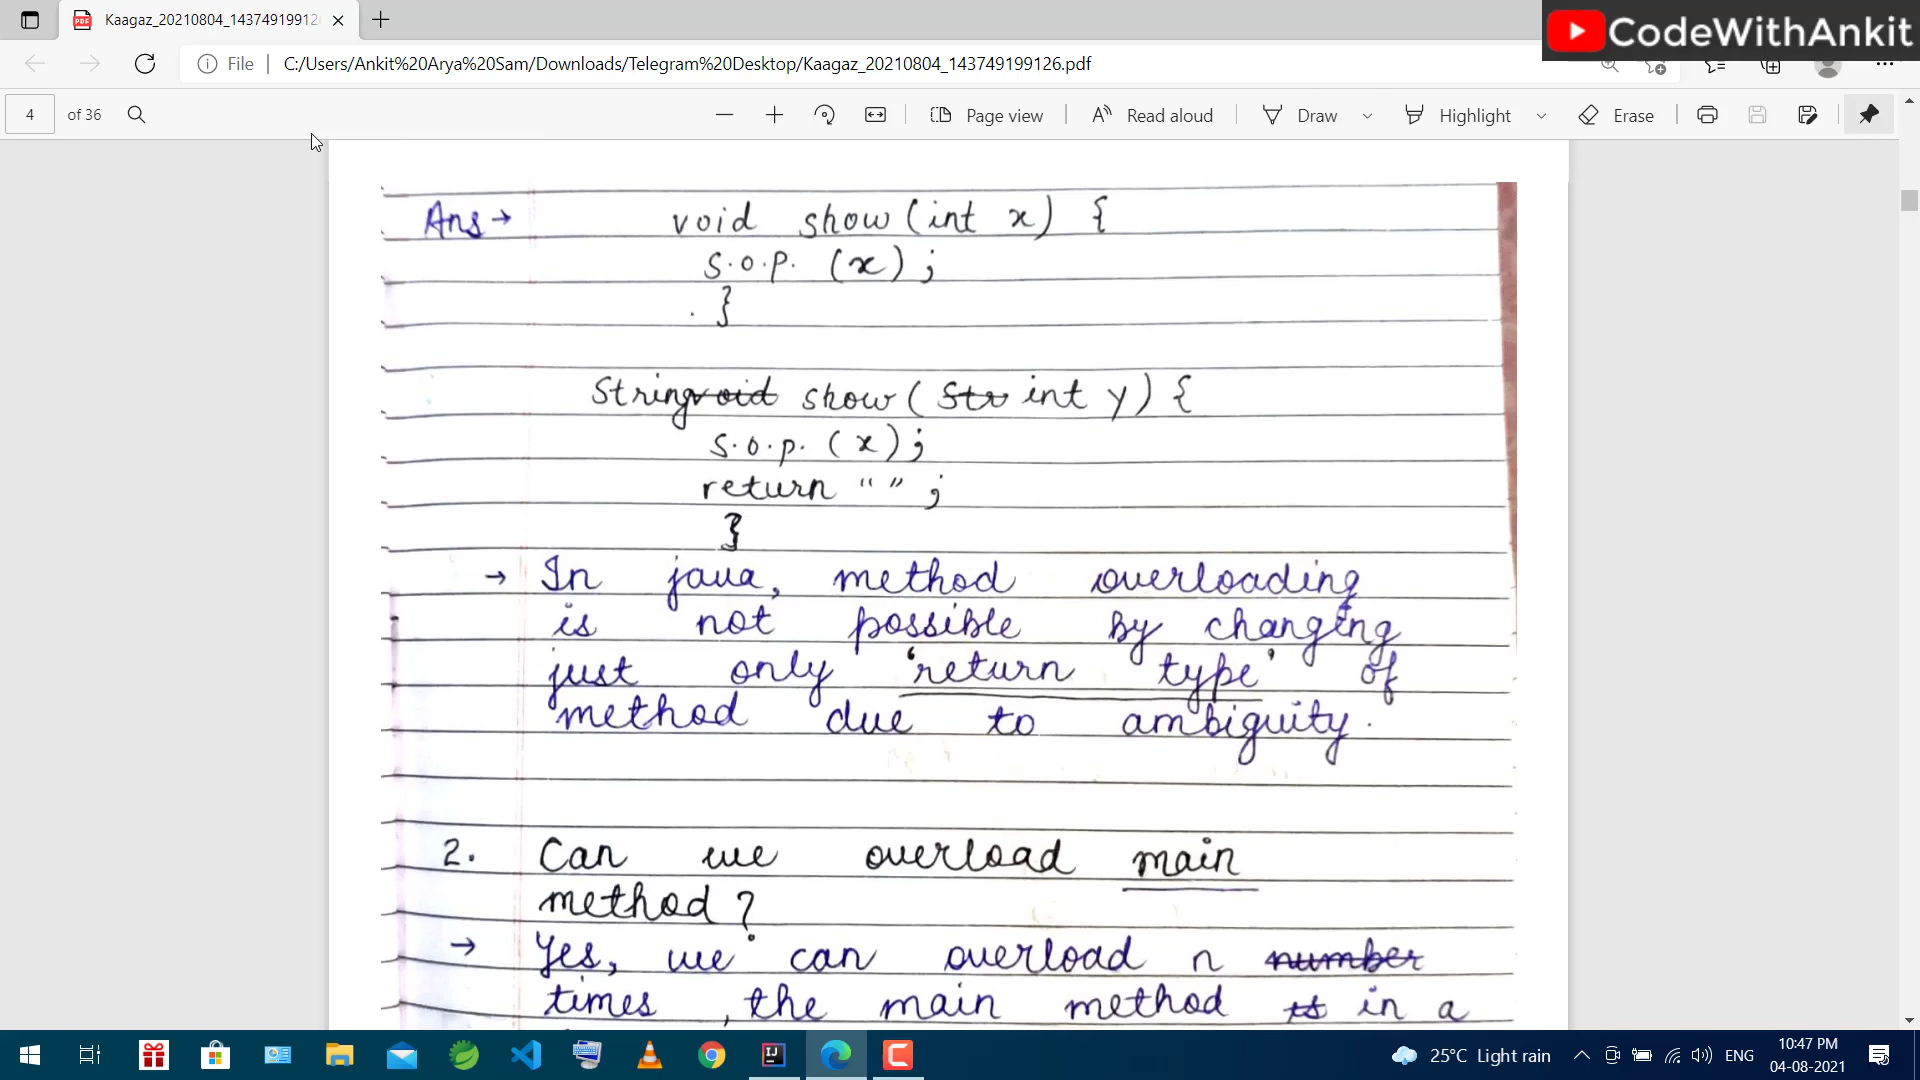 Kaagaz_20210804_14374919912
CodeWithAnkit
File
C:/Users/Ankit%20Arya%20Sam/Downloads/Telegram%20Desktop/Kaagaz_20210804_143749199126.pdf
4 of 36
Page view
Read aloud
Draw
Highlight
Erase
Ans→ void show (int x) {
S.O.P. (x) ;
}
String void show ( Str int y) {
S.O.P. (x) ;
return “ ” ;
}
→ In java, method overloading
is not possible by changing
just only ‘return type’ of
method due to ambiguity.
2. Can we overload main
method ?
→ Yes, we can overload n number
times , the main method ts in a
25°C Light rain
ENG
10:47 PM
04-08-2021